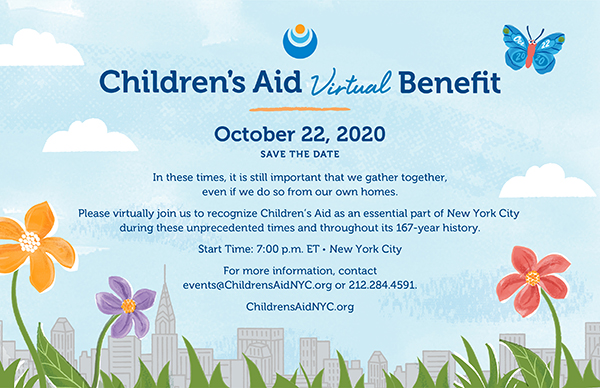 Children's Aid Virtual Benefit
10 22
20 20
October 22, 2020
SAVE THE DATE
In these times, it is still important that we gather together,
even if we do so from our own homes.
Please virtually join us to recognize Children's Aid as an essential part of New York City
during these unprecedented times and throughout its 167-year history.
Start Time: 7:00 p.m. ET • New York City
For more information, contact
events@ChildrensAidNYC.org or 212.284.4591.
ChildrensAidNYC.org